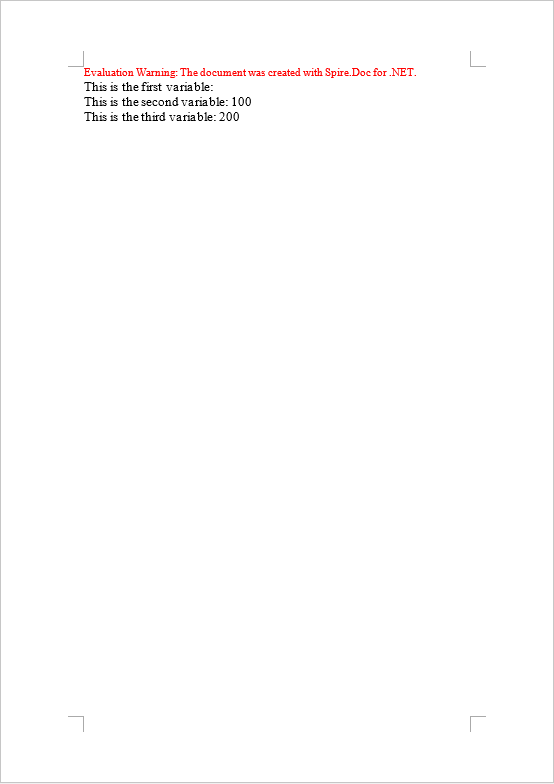 Evaluation Warning: The document was created with Spire.Doc for .NET.
This is the first variable:
This is the second variable: 100
This is the third variable: 200